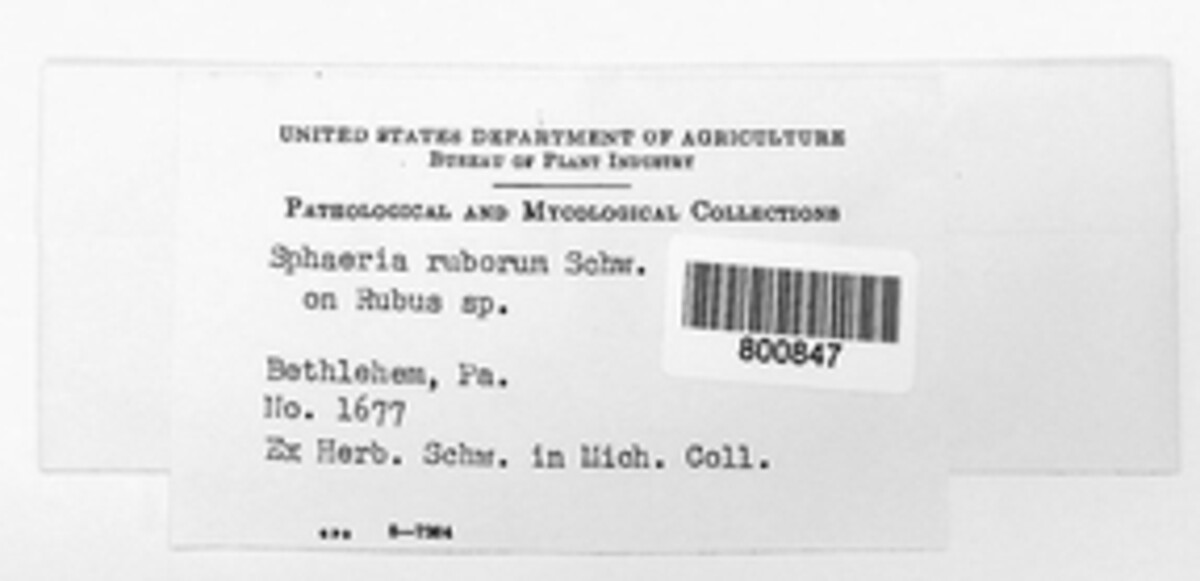 UNITED STATES DEPARTMENT OF AGRICULTURE
BUREAU OF PLANT INDUSTRY
PATHOLOGICAL AND MYCOLOGICAL COLLECTIONS
Sphaeria ruborum Schw.
on Rubus sp.
800847
Bethlehem, Pa.
No. 1677
Ex Herb. Schw. in Mich. Coll.